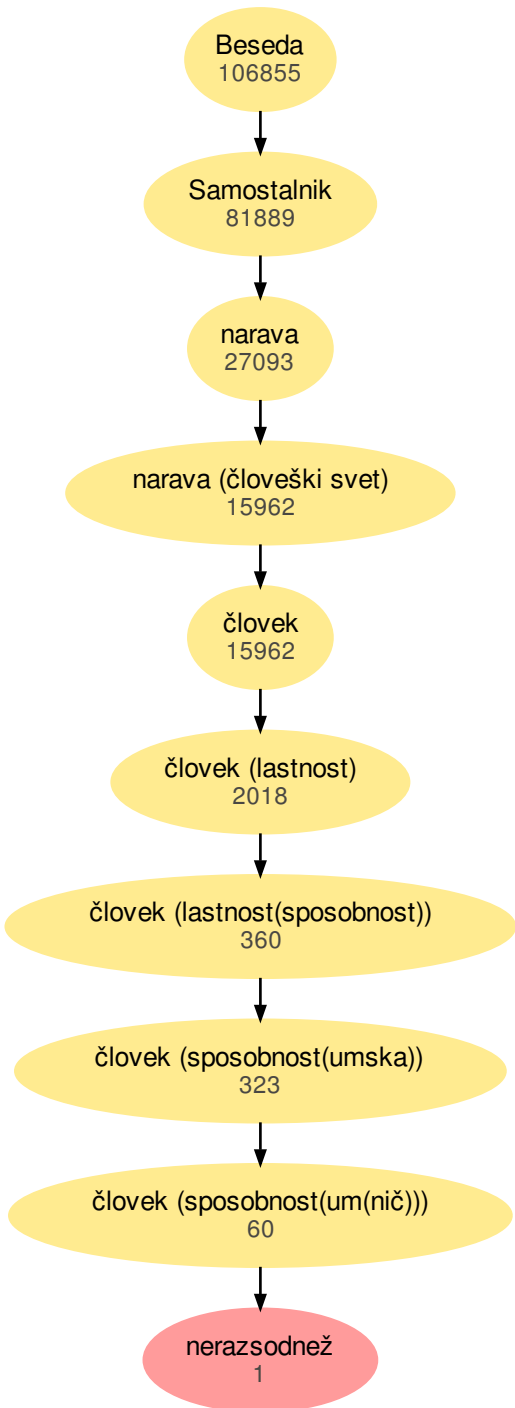 Beseda
106855
Samostalnik
81889
narava
27093
narava (človeški svet)
15962
človek
15962
človek (lastnost)
2018
človek (lastnost(sposobnost))
360
človek (sposobnost(umska))
323
človek (sposobnost(um(nič)))
60
nerazsodnež
1